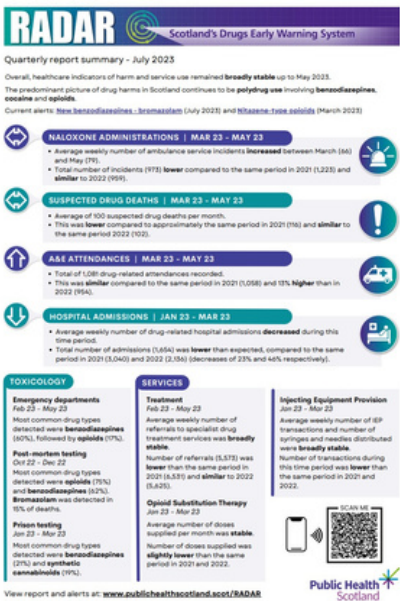 RADAR
Scotland's Drugs Early Warning System
Quarterly report summary - July 2023
Overall, healthcare indicators of harm and service use remained broadly stable up to May 2023.
The predominant picture of drug harms in Scotland continues to be polydrug use involving benzodiazepines,
cocaine and opioids.
Current alerts: New benzodiazepines - bromazolam (July 2023) and Nitazene-type opioids (March 2023)
NALOXONE ADMINISTRATIONS | MAR 23 - MAY 23
• Average weekly number of ambulance service incidents increased between March (66)
and May (79).
• Total number of incidents (973) lower compared to the same period in 2021 (1,223) and
similar to 2022 (959).
SUSPECTED DRUG DEATHS | MAR 23 - MAY 23
• Average of 100 suspected drug deaths per month.
• This was lower compared to approximately the same period in 2021 (116) and similar to
the same period 2022 (102).
A&E ATTENDANCES | MAR 23 - MAY 23
• Total of 1,081 drug-related attendances recorded.
• This was similar compared to the same period in 2021 (1,058) and 13% higher than in
2022 (954).
HOSPITAL ADMISSIONS | JAN 23 - MAR 23
• Average weekly number of drug-related hospital admissions decreased during this
time period.
• Total number of admissions (1,654) was lower than expected, compared to the same
period in 2021 (3,040) and 2022 (2,136) (decreases of 23% and 46% respectively).
TOXICOLOGY
Emergency departments
Feb 23 - May 23
Most common drug types
detected were benzodiazepines
(60%), followed by opioids (17%).
Post-mortem testing
Oct 22 - Dec 22
Most common drug types
detected were opioids (75%)
and benzodiazepines (62%).
Bromazolam was detected in
15% of deaths.
Prison testing
Jan 23 - Mar 23
Most common drug types
detected were benzodiazepines
(21%) and synthetic
cannabinoids (19%).
SERVICES
Treatment
Feb 23 - May 23
Average weekly number of
referrals to specialist drug
treatment services was broadly
stable.
Number of referrals (5,573) was
lower than the same period in
2021 (6,531) and similar to 2022
(5,625).
Opioid Substitution Therapy
Jan 23 - Mar 23
Average number of doses
supplied per month was stable.
Number of doses supplied was
slightly lower than the same
period in 2021 and 2022.
Injecting Equipment Provision
Jan 23 - Mar 23
Average weekly number of IEP
transactions and number of
syringes and needles distributed
were broadly stable.
Number of transactions during
this time period was lower than
the same period in 2021 and
2022.
SCAN ME
Public Health
Scotland
View report and alerts at: www.publichealthscotland.scot/RADAR